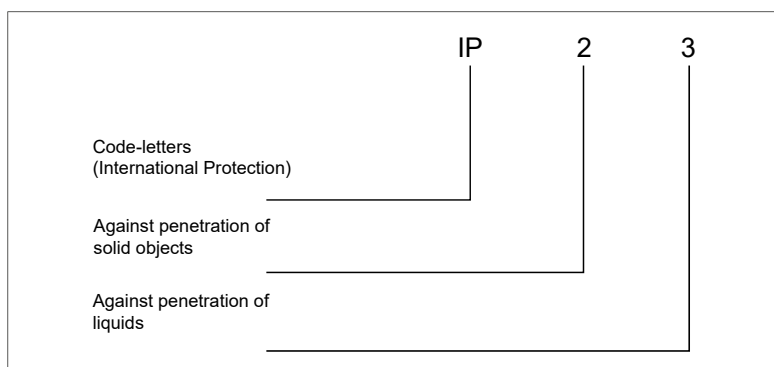 IP 2 3
Code-letters
(International Protection)
Against penetration of
solid objects
Against penetration of
liquids